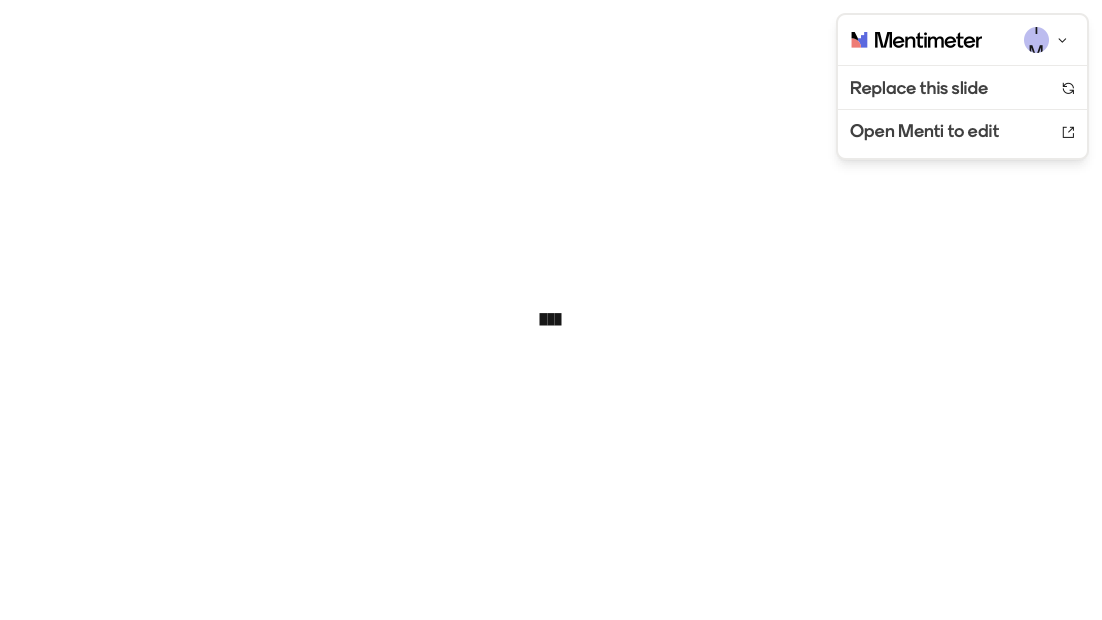 Mentimeter
Replace this slide
Open Menti to edit